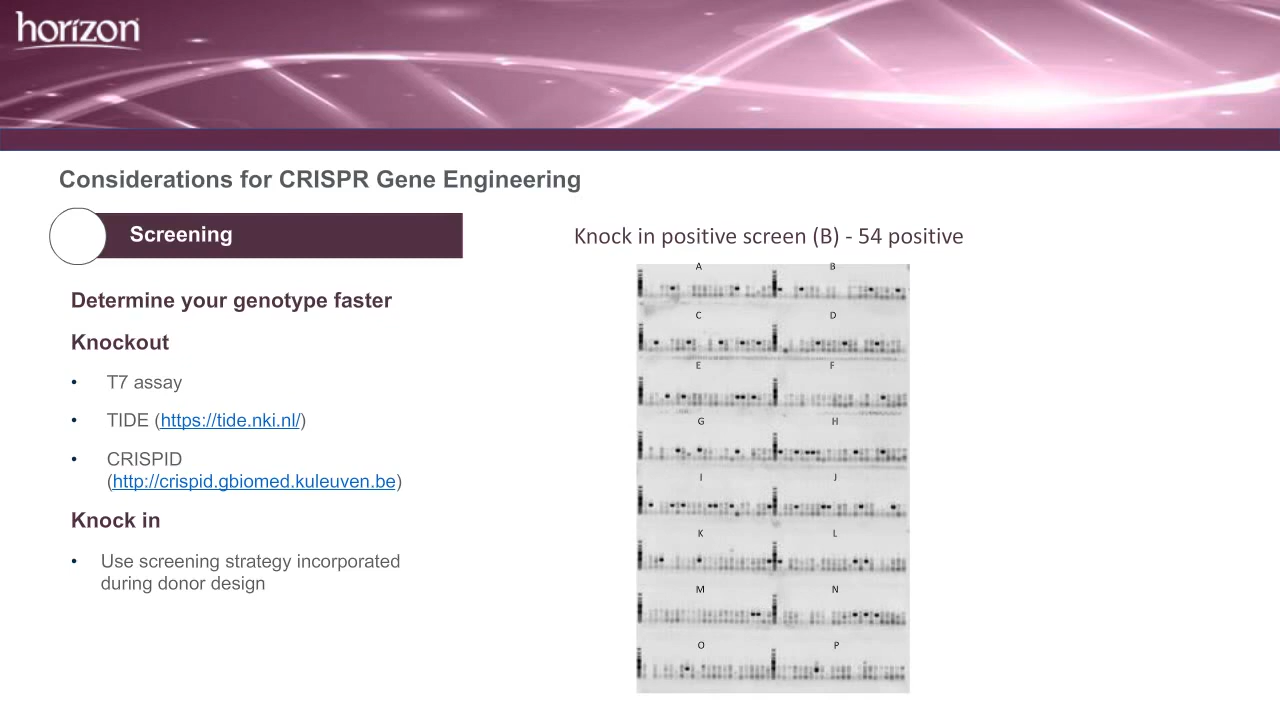 horizon
Considerations for CRISPR Gene Engineering
Screening
Determine your genotype faster
Knockout
• T7 assay
• TIDE (https://tide.nki.nl/)
• CRISPID
(http://crispid.gbiomed.kuleuven.be)
Knock in
• Use screening strategy incorporated
during donor design
Knock in positive screen (B) - 54 positive
A B
C D
E F
G H
I J
K L
M N
O P